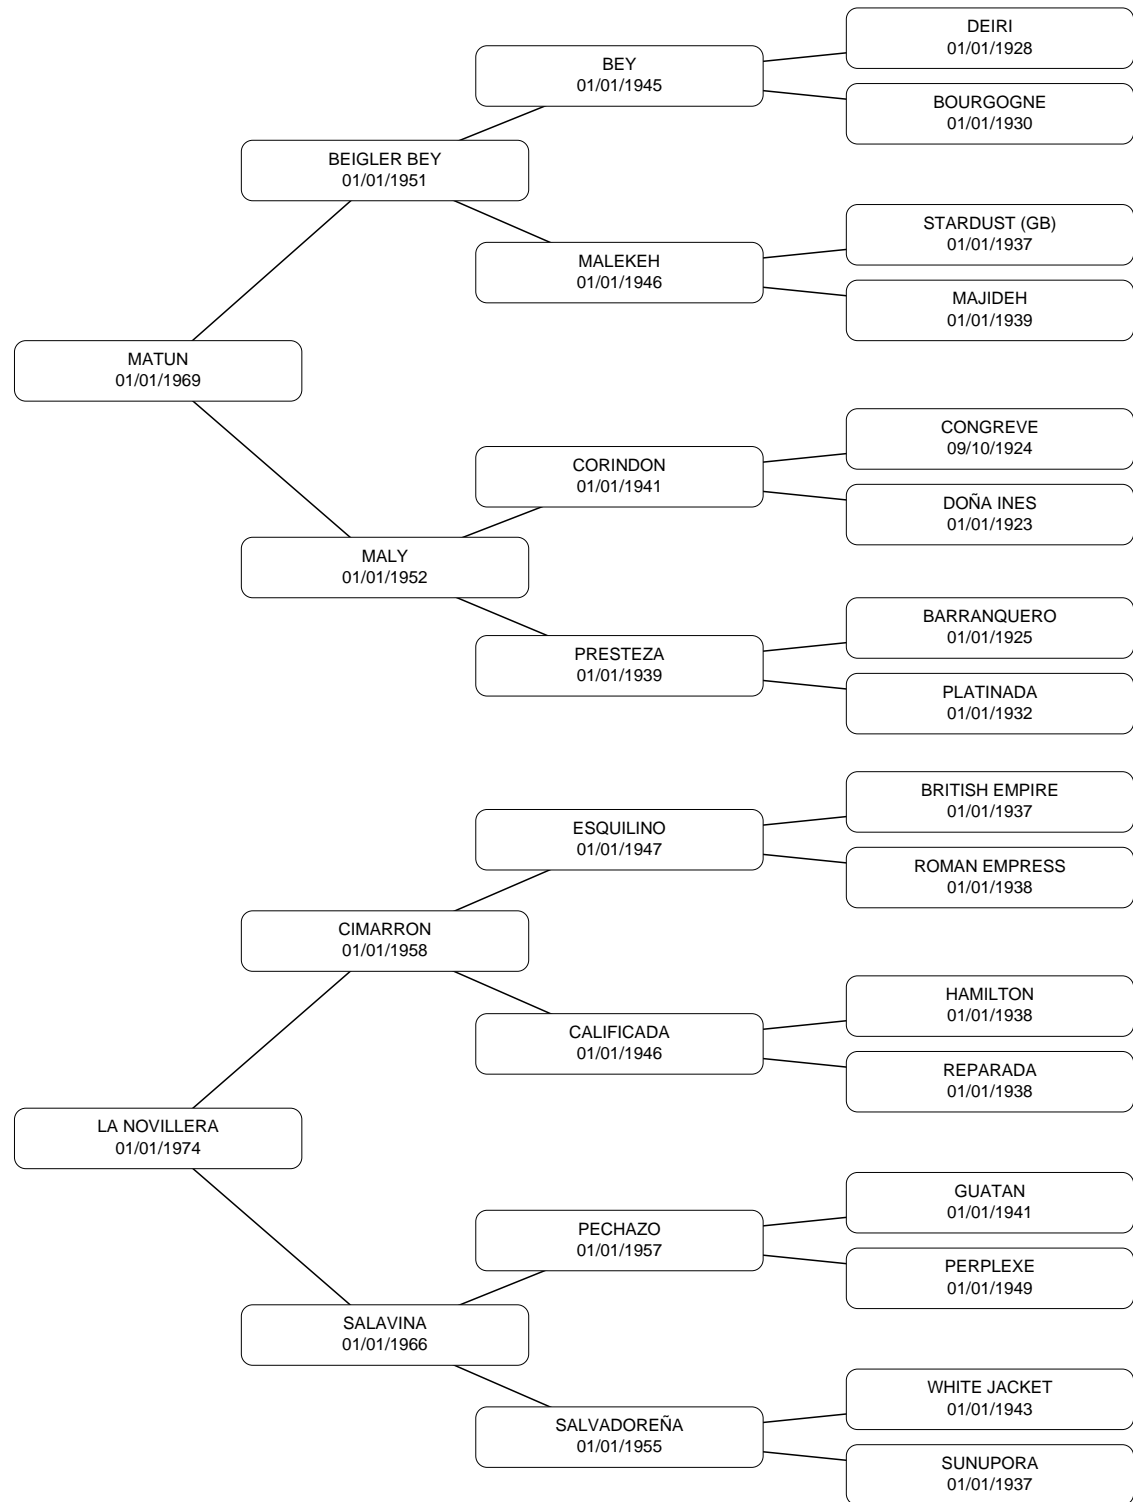 DEIRI
01/01/1928
BEY
01/01/1945
BOURGOGNE
01/01/1930
BEIGLER BEY
01/01/1951
STARDUST (GB)
01/01/1937
MALEKEH
01/01/1946
MAJIDEH
01/01/1939
MATUN
01/01/1969
CONGREVE
09/10/1924
CORINDON
01/01/1941
DOÑA INES
01/01/1923
MALY
01/01/1952
BARRANQUERO
01/01/1925
PRESTEZA
01/01/1939
PLATINADA
01/01/1932
BRITISH EMPIRE
01/01/1937
ESQUILINO
01/01/1947
ROMAN EMPRESS
01/01/1938
CIMARRON
01/01/1958
HAMILTON
01/01/1938
CALIFICADA
01/01/1946
REPARADA
01/01/1938
LA NOVILLERA
01/01/1974
GUATAN
01/01/1941
PECHAZO
01/01/1957
PERPLEXE
01/01/1949
SALAVINA
01/01/1966
WHITE JACKET
01/01/1943
SALVADOREÑA
01/01/1955
SUNUPORA
01/01/1937